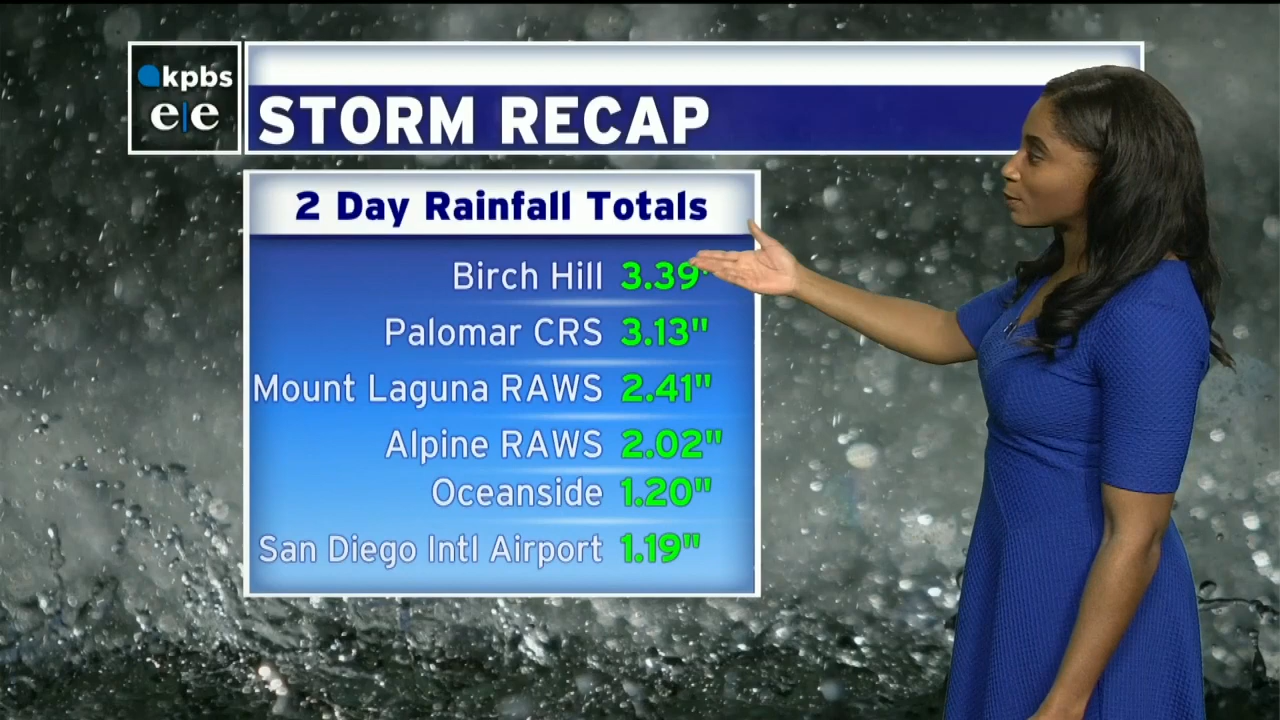 kpbs
e|e
STORM RECAP
2 Day Rainfall Totals
Birch Hill 3.39"
Palomar CRS 3.13"
Mount Laguna RAWS 2.41"
Alpine RAWS 2.02"
Oceanside 1.20"
San Diego Intl Airport 1.19"